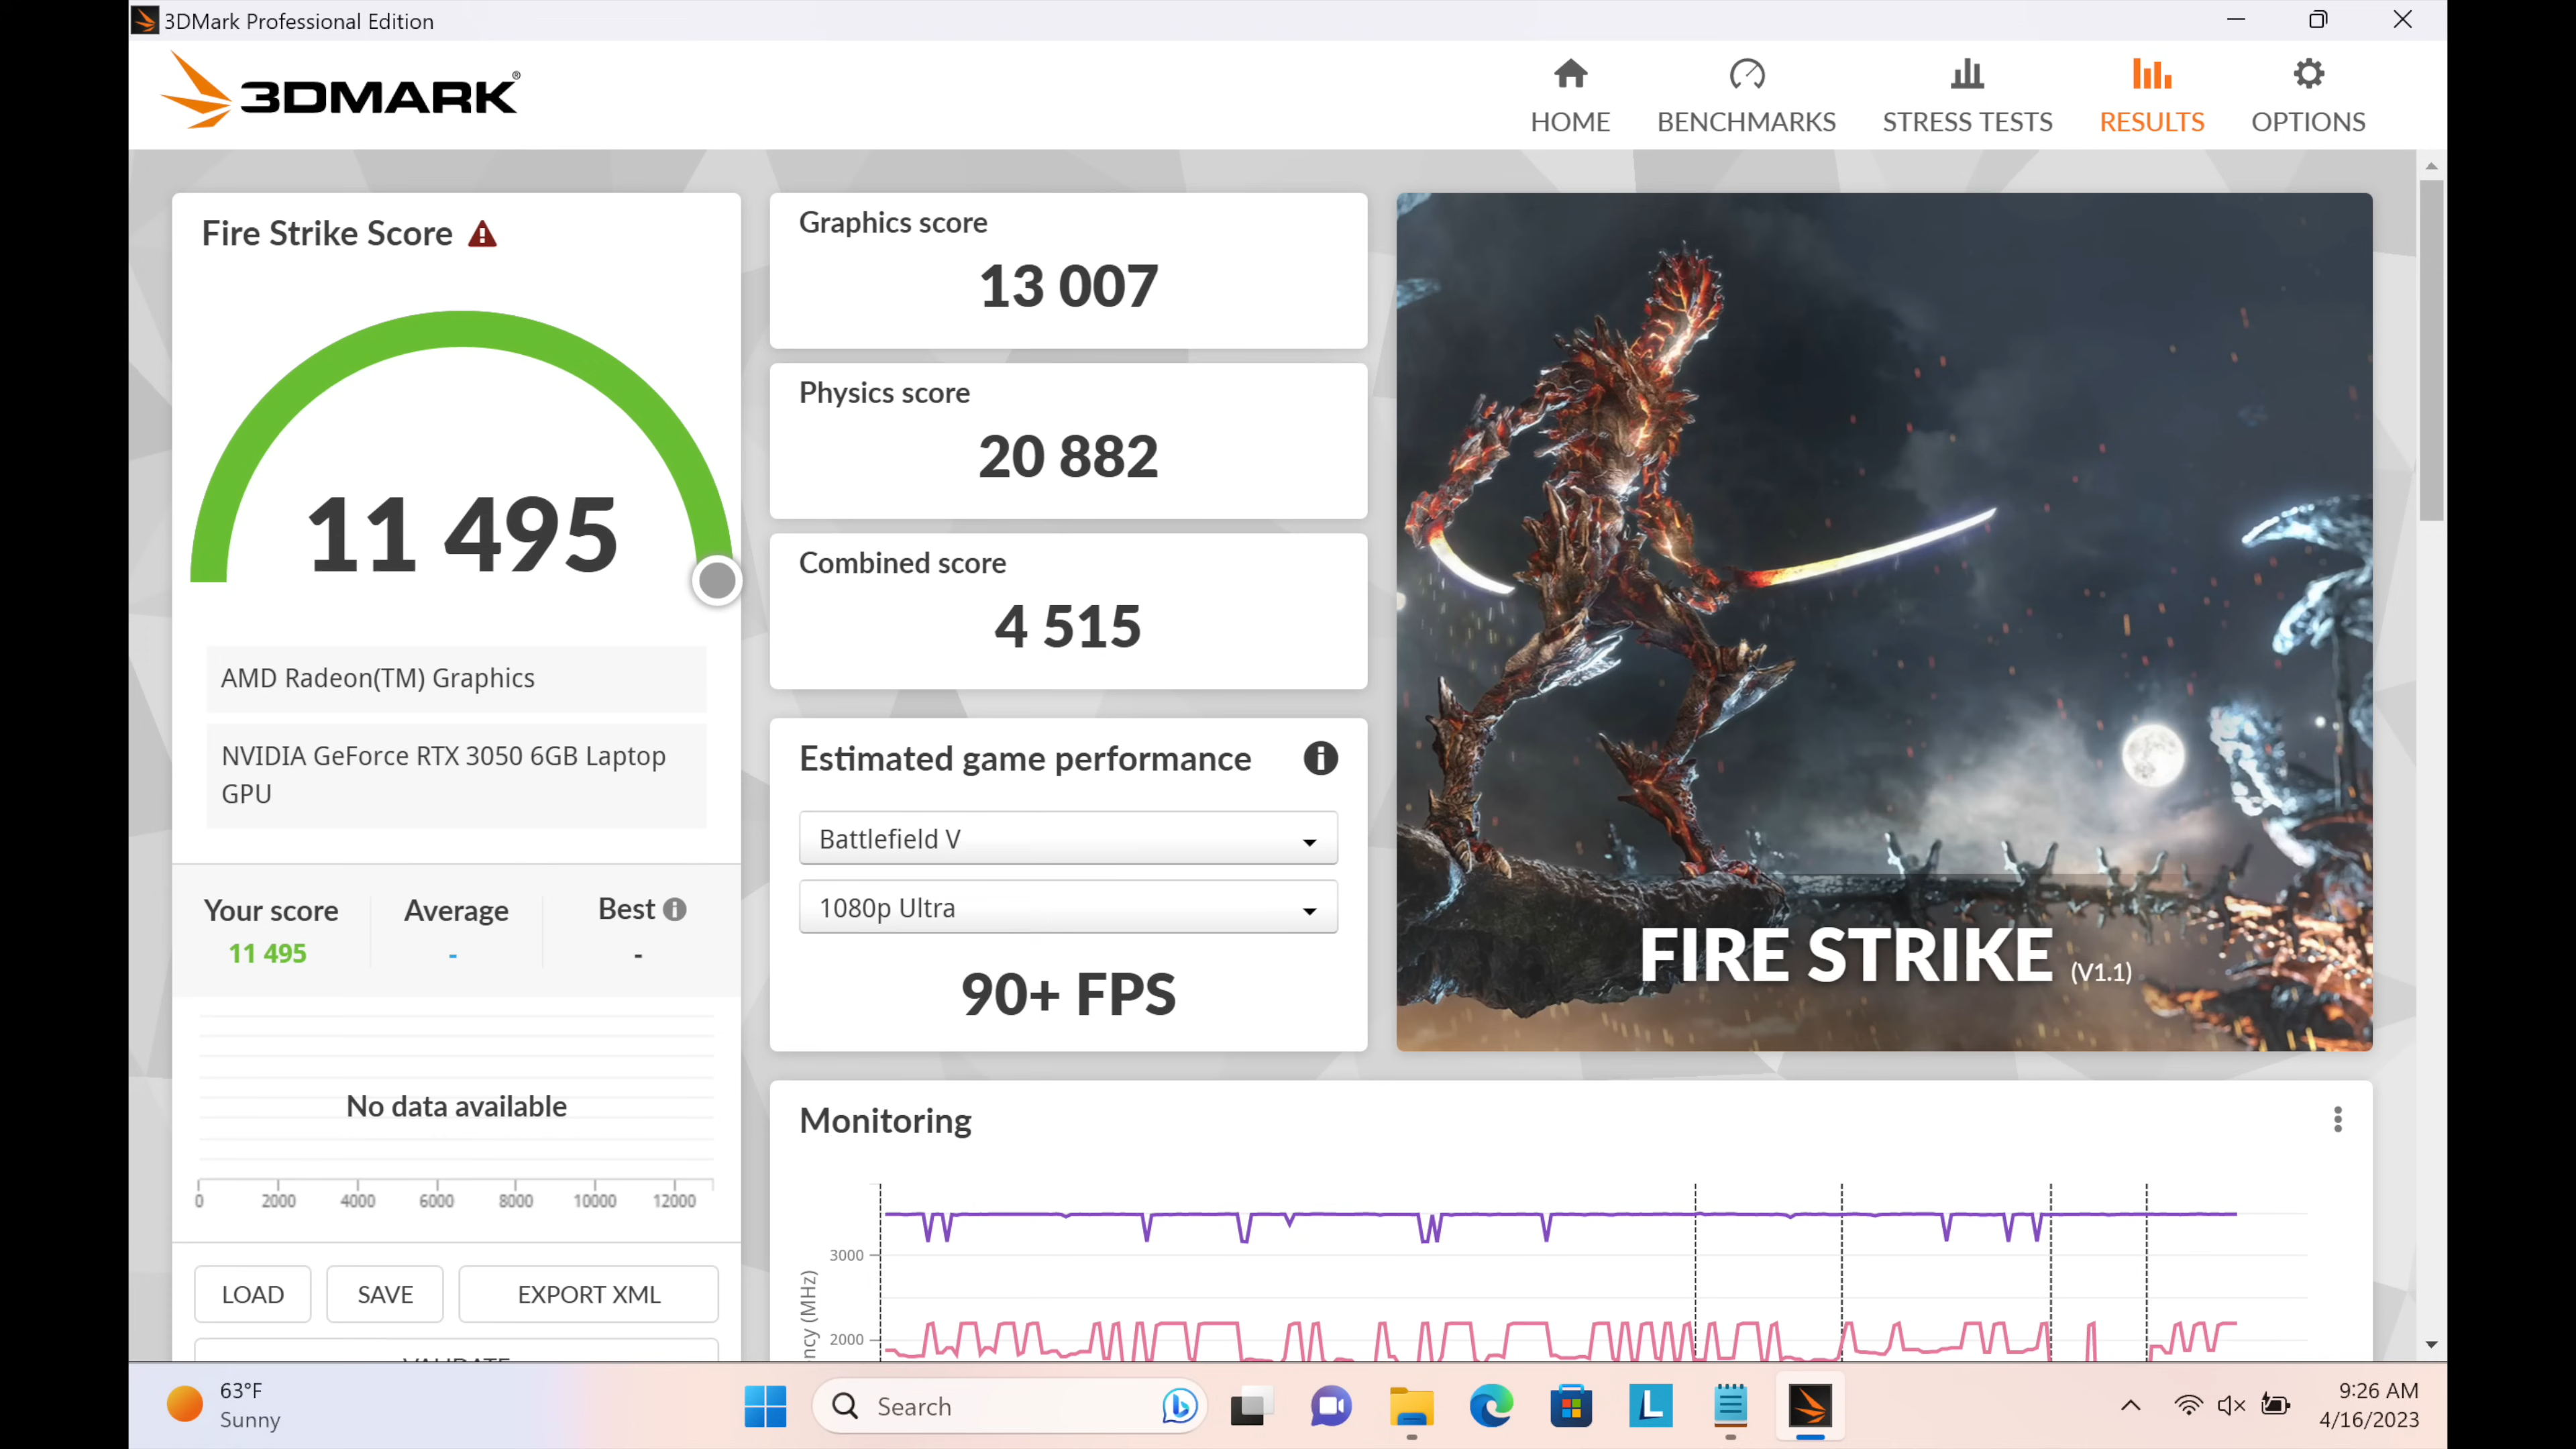 3DMark Professional Edition
3DMARK®
HOME
BENCHMARKS
STRESS TESTS
RESULTS
OPTIONS
Fire Strike Score
11 495
AMD Radeon(TM) Graphics
NVIDIA GeForce RTX 3050 6GB Laptop
GPU
Your score
11 495
Average
-
Best
-
No data available
0 2000 4000 6000 8000 10000 12000
LOAD
SAVE
EXPORT XML
Graphics score
13 007
Physics score
20 882
Combined score
4 515
Estimated game performance
Battlefield V
1080p Ultra
90+ FPS
FIRE STRIKE (V1.1)
Monitoring
3000
2000
(MHz)
63°F
Sunny
Search
9:26 AM
4/16/2023